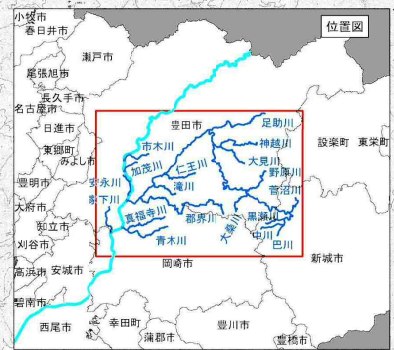 小牧市
春日井市
位置図
瀬戸市
尾張旭市
長久手市
名古屋市
日進市
東郷町
みよし市
豊明市
大府市
知立市
刈谷市
高浜市
安城市
碧南市
西尾市
幸田町
蒲郡市
豊川市
豊橋市
岡崎市
新城市
設楽町
東栄町
豊田市
足助川
市木川
神越川
加茂川
仁王川
大見川
野原川
安永川
滝川
菅沼川
家下川
真福寺川
郡界川
黒瀬川
中川
青木川
巴川